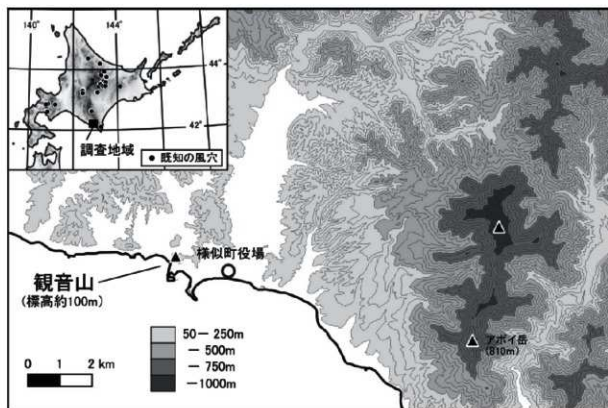 140°
144°
44°
42°
調査地域
● 既知の風穴
様似町役場
観音山
(標高約100m)
アポイ岳
(810m)
50－250m
－500m
－750m
－1000m
0 1 2 km